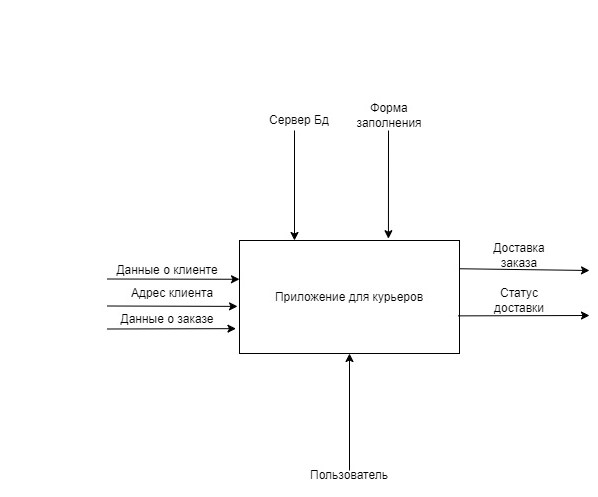 Сервер Бд
Форма
заполнения
Данные о клиенте
Адрес клиента
Данные о заказе
Приложение для курьеров
Доставка
заказа
Статус
доставки
Пользователь